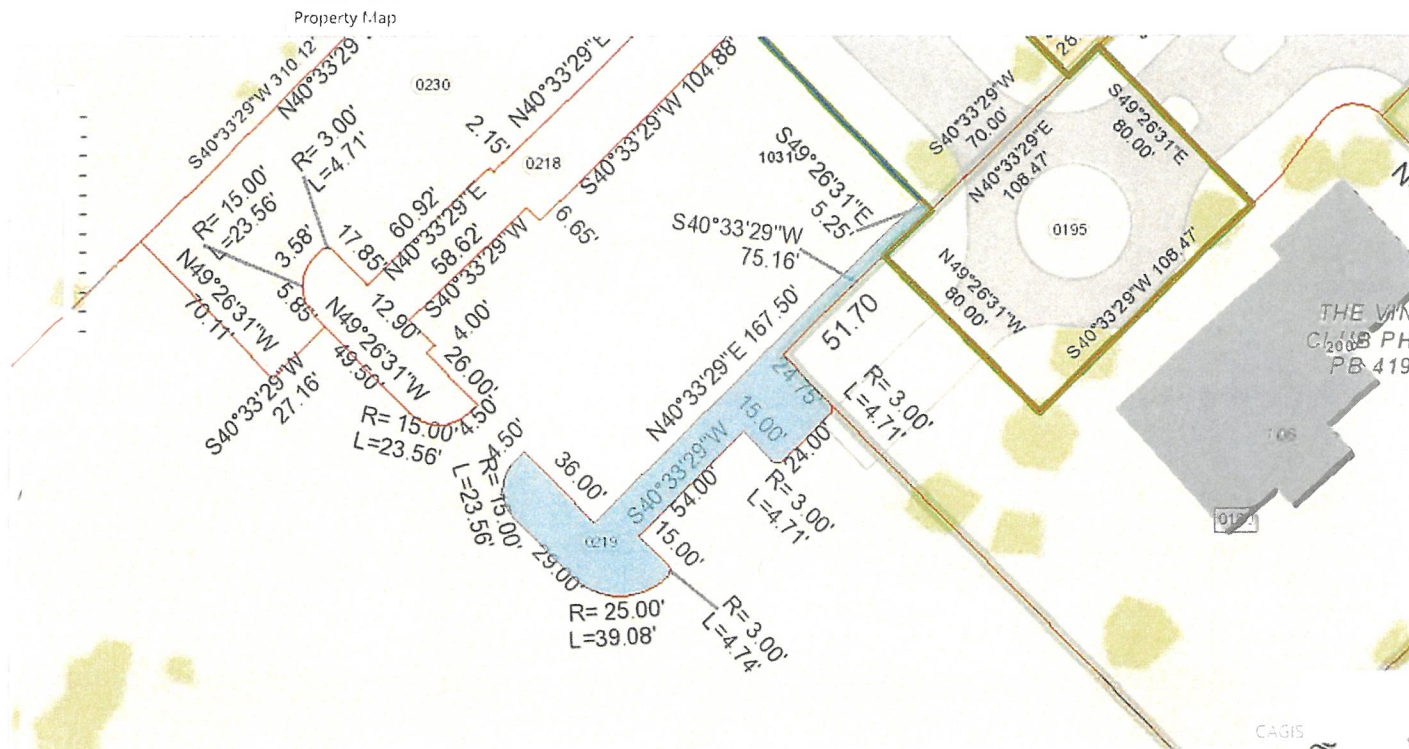 Property Map
S40°33'29"W 310.12'
N40°33'29
0230
N40°33'29"E
2.15'
0218
S40°33'29"W 104.88'
6.65'
R= 3.00'
L=4.71'
R= 15.00'
L=23.56'
3.58'
17.85'
60.92'
N40°33'29"E
58.62'
S40°33'29"W
5.85'
12.90'
4.00'
N49°26'31"W
70.11'
N49°26'31"W
49.50'
26.00'
S40°33'29"W
27.16'
R= 15.00'
L=23.56'
4.50'
4.50'
R= 15.00'
L=23.56'
36.00'
29.00'
0219
R= 25.00'
L=39.08'
N40°33'29"E 167.50'
S40°33'29"W
54.00'
15.00'
15.00'
R= 3.00'
L=4.74'
24.75'
24.00'
R= 3.00'
L=4.71'
R= 3.00'
L=4.71'
51.70
S40°33'29"W
75.16'
S49°26'31"E
5.25'
1031
28.
S40°33'29"W
70.00'
N40°33'29"E
108.47'
S49°26'31"E
80.00'
0195
N49°26'31"W
80.00'
S40°33'29"W 108.47'
N
THE VIN
CLUB PH
200
PB 419
106
CAGIS